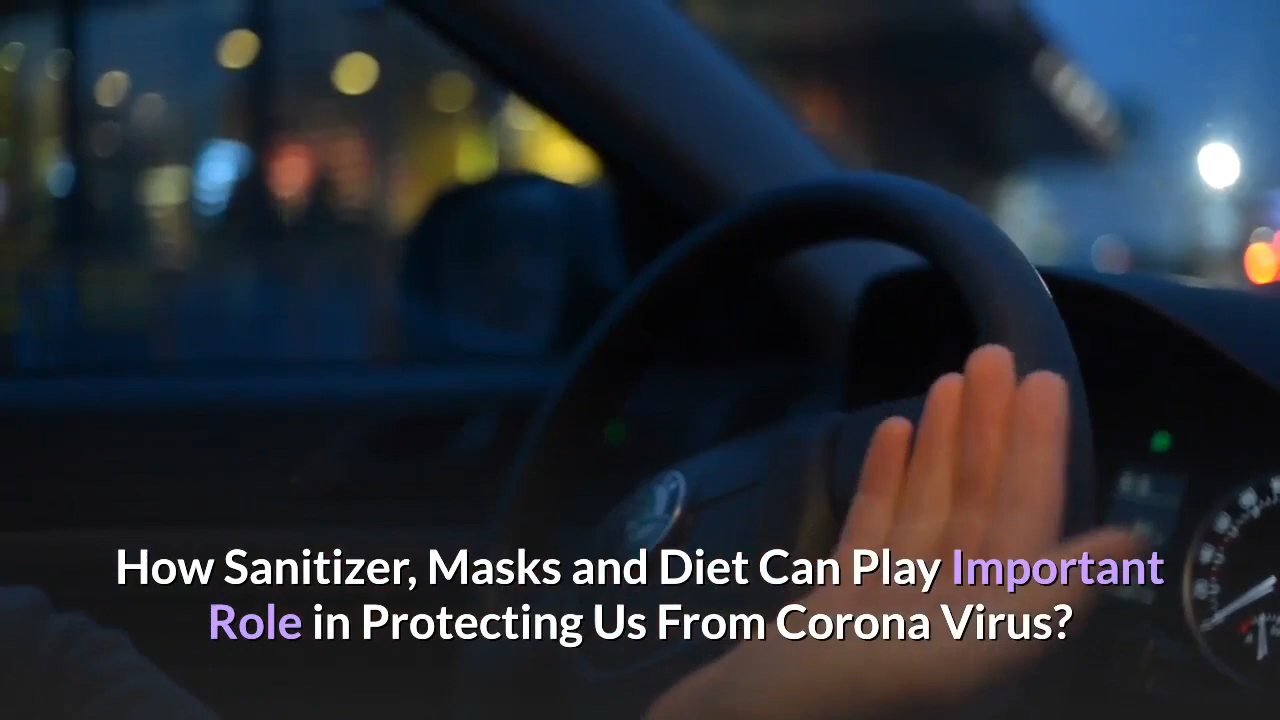 How Sanitizer, Masks and Diet Can Play Important
Role in Protecting Us From Corona Virus?